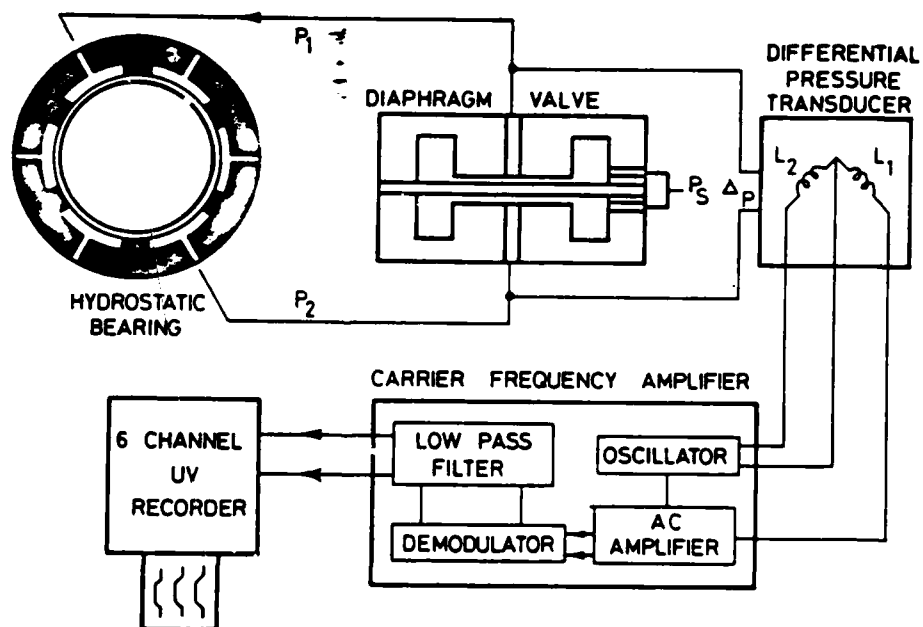 P1
DIFFERENTIAL
PRESSURE
TRANSDUCER
DIAPHRAGM VALVE
L2 L1
PS ΔP
HYDROSTATIC
BEARING
P2
CARRIER FREQUENCY AMPLIFIER
6 CHANNEL
UV
RECORDER
LOW PASS
FILTER
OSCILLATOR
DEMODULATOR
AC
AMPLIFIER